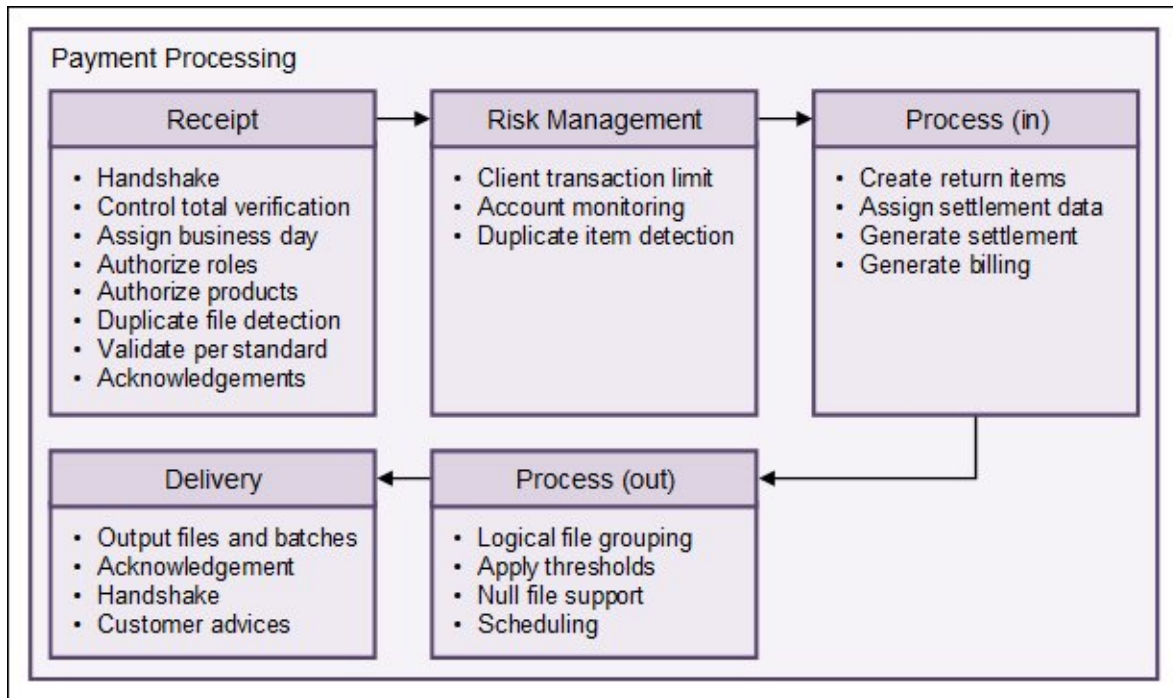 Payment Processing
Receipt
• Handshake
• Control total verification
• Assign business day
• Authorize roles
• Authorize products
• Duplicate file detection
• Validate per standard
• Acknowledgements
Risk Management
• Client transaction limit
• Account monitoring
• Duplicate item detection
Process (in)
• Create return items
• Assign settlement data
• Generate settlement
• Generate billing
Process (out)
• Logical file grouping
• Apply thresholds
• Null file support
• Scheduling
Delivery
• Output files and batches
• Acknowledgement
• Handshake
• Customer advices